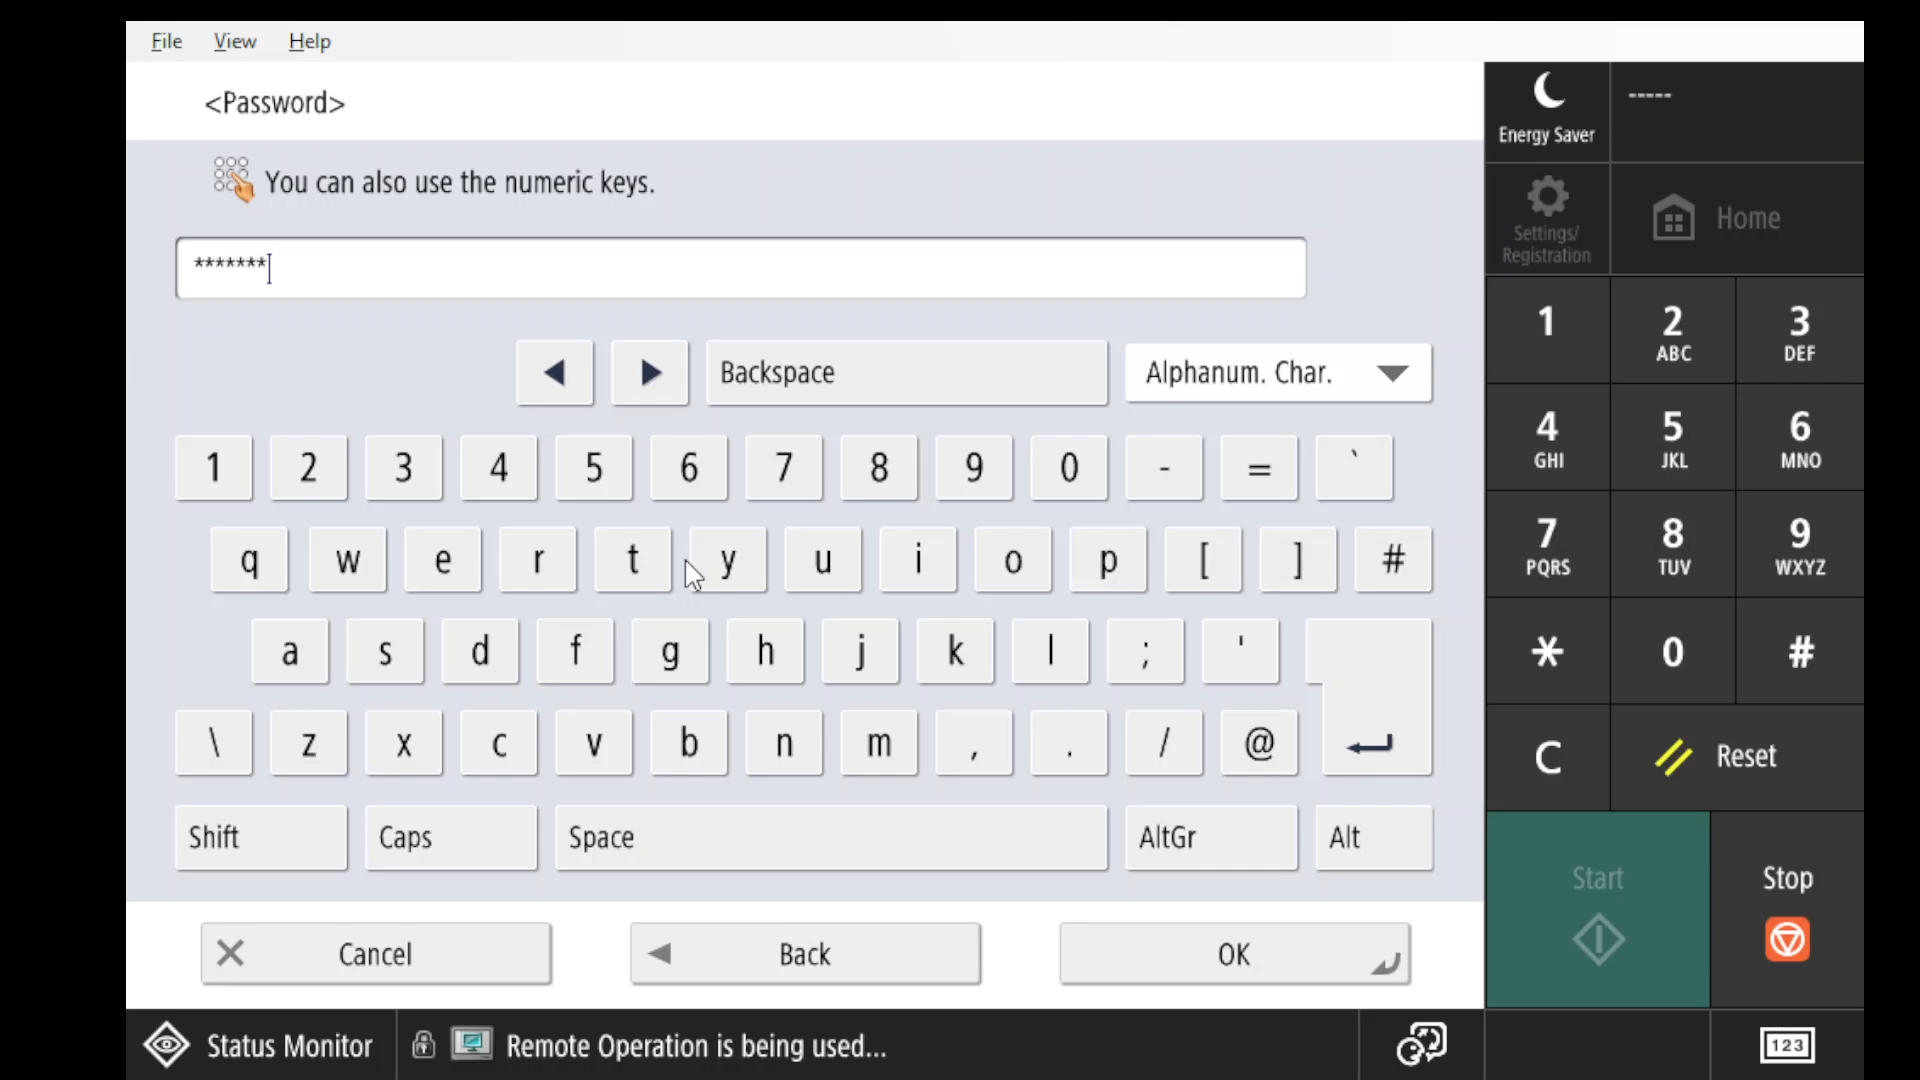 File View Help
<Password>
You can also use the numeric keys.
*******
Backspace Alphanum. Char.
1 2 3 4 5 6 7 8 9 0 - = `
q w e r t y u i o p [ ] #
a s d f g h j k l ; '
\ z x c v b n m , . / @
Shift Caps Space AltGr Alt
Cancel Back OK
Status Monitor Remote Operation is being used...
Energy Saver
-----
Settings/
Registration
Home
1 2 ABC 3 DEF
4 GHI 5 JKL 6 MNO
7 PQRS 8 TUV 9 WXYZ
* 0 #
C Reset
Start Stop
123